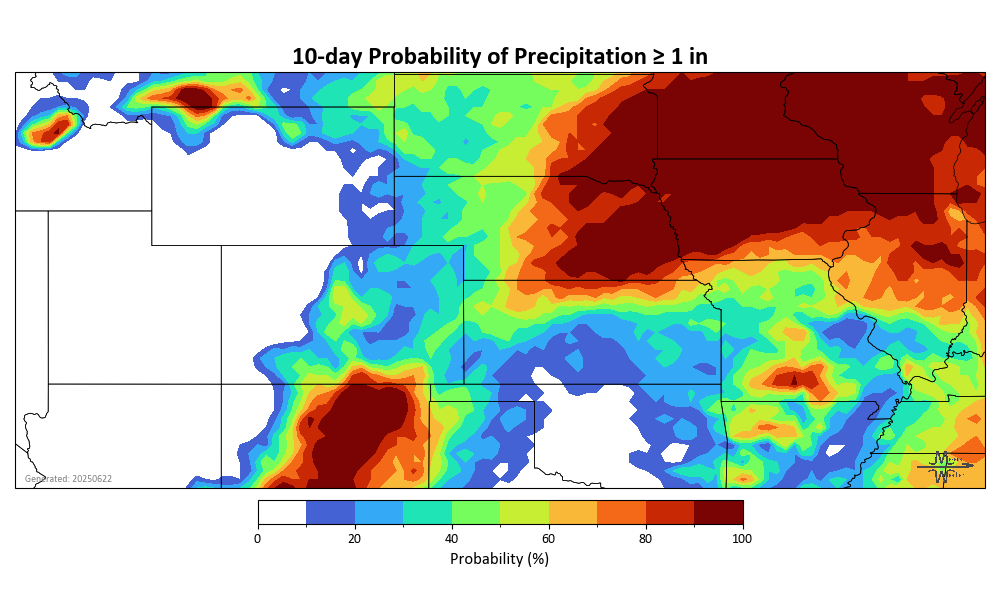 10-day Probability of Precipitation ≥ 1 in
Generated: 20250622
0 20 40 60 80 100
Probability (%)